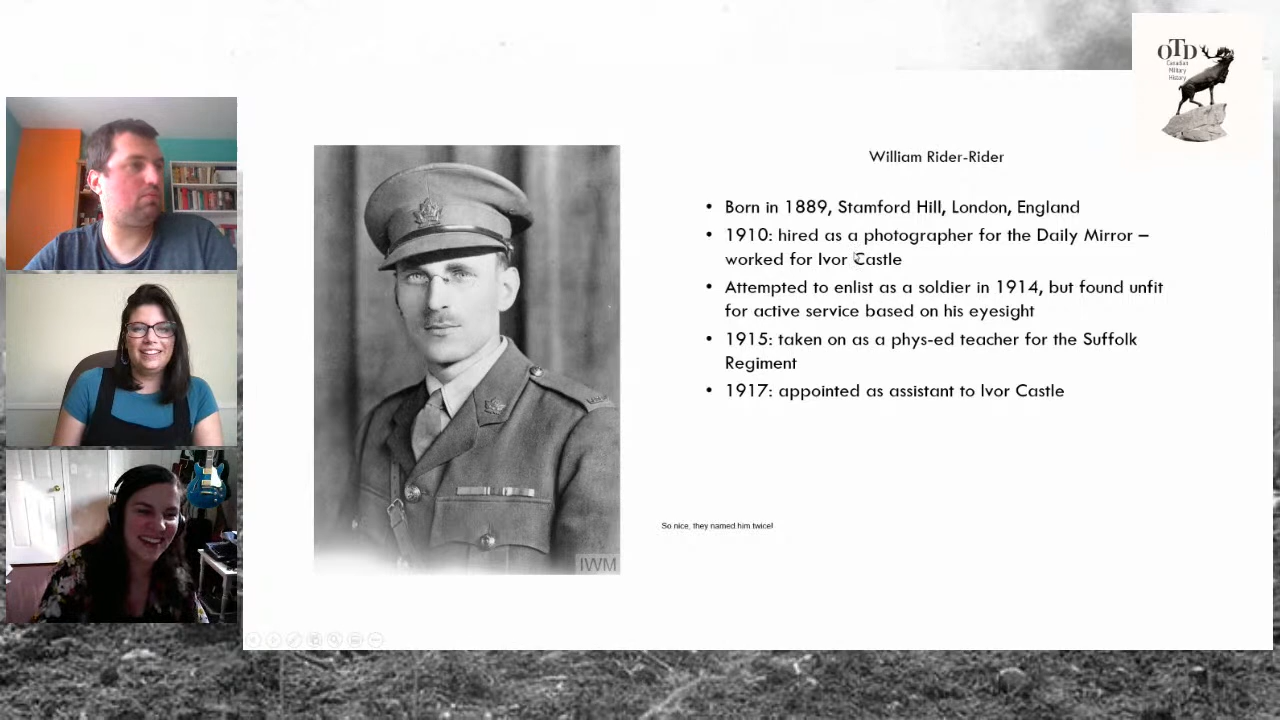 OTD
Canadian
Military
History
William Rider-Rider
• Born in 1889, Stamford Hill, London, England
• 1910: hired as a photographer for the Daily Mirror –
worked for Ivor Castle
• Attempted to enlist as a soldier in 1914, but found unfit
for active service based on his eyesight
• 1915: taken on as a phys-ed teacher for the Suffolk
Regiment
• 1917: appointed as assistant to Ivor Castle
So nice, they named him twice!
IWM